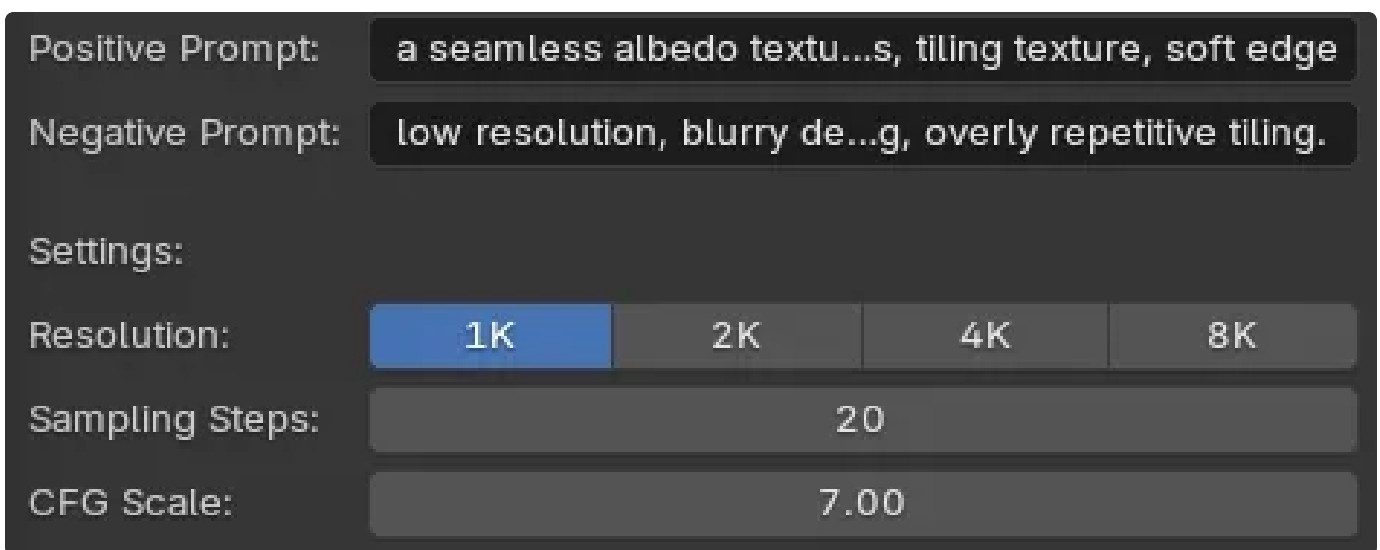 Positive Prompt: a seamless albedo textu...s, tiling texture, soft edge
Negative Prompt: low resolution, blurry de...g, overly repetitive tiling.
Settings:
Resolution: 1K 2K 4K 8K
Sampling Steps: 20
CFG Scale: 7.00